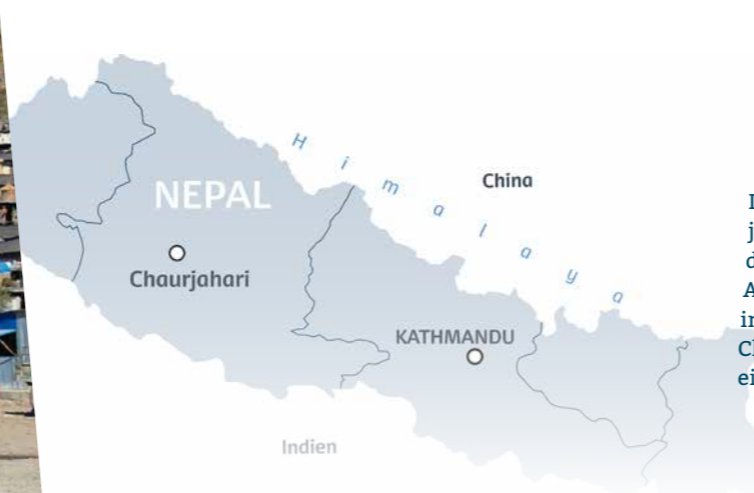 Himalaya
China
NEPAL
Chaurjahari
KATHMANDU
Indien